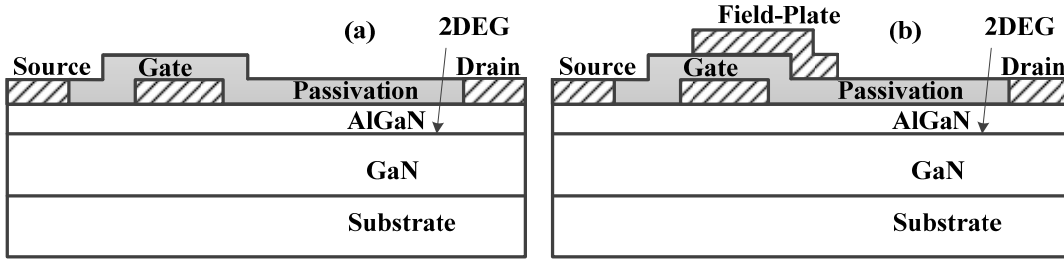 (a)
2DEG
Source
Gate
Drain
Passivation
AlGaN
GaN
Substrate
Field-Plate
(b)
2DEG
Source
Gate
Drain
Passivation
AlGaN
GaN
Substrate